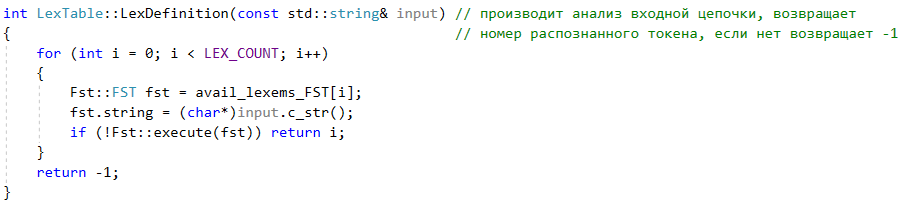 int LexTable::LexDefinition(const std::string& input) // производит анализ входной цепочки, возвращает
{ // номер распознанного токена, если нет возвращает -1
for (int i = 0; i < LEX_COUNT; i++)
{
Fst::FST fst = avail_lexems_FST[i];
fst.string = (char*)input.c_str();
if (!Fst::execute(fst)) return i;
}
return -1;
}